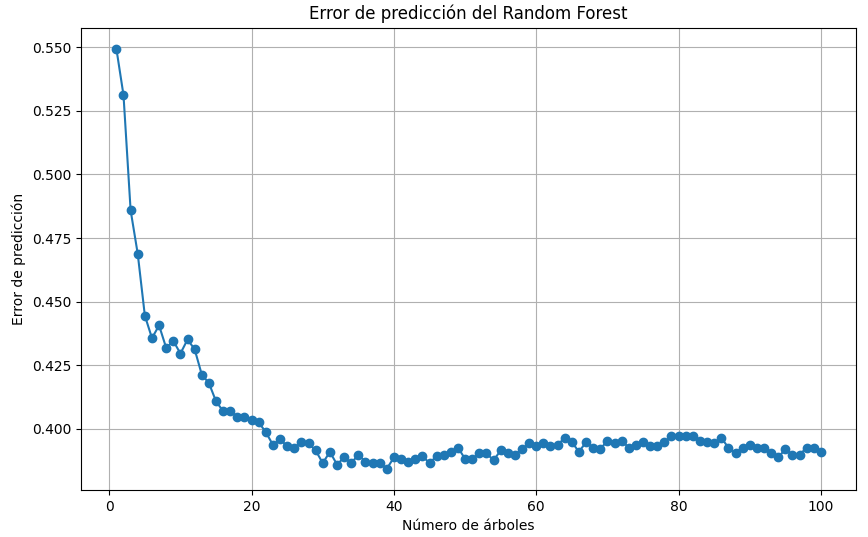 Error de predicción del Random Forest
Error de predicción
0.550
0.525
0.500
0.475
0.450
0.425
0.400
0 20 40 60 80 100
Número de árboles